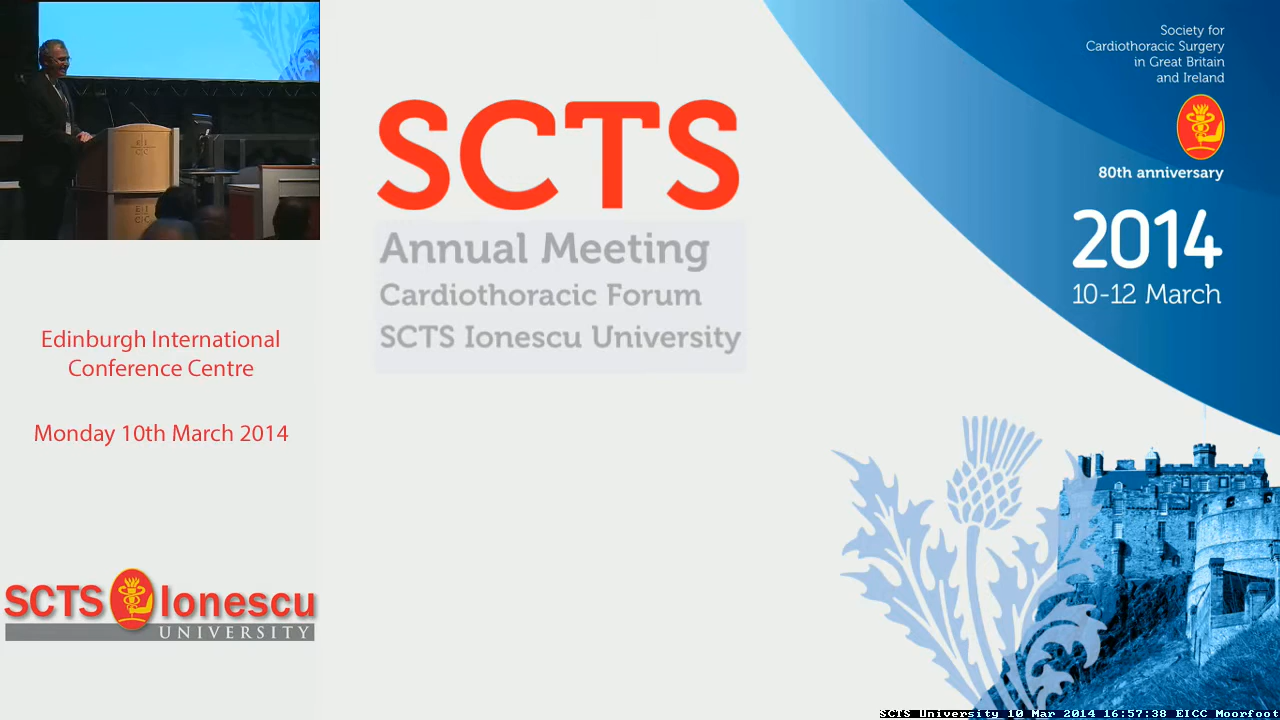 Edinburgh International
Conference Centre
Monday 10th March 2014
SCTS Ionescu
UNIVERSITY
SCTS
Annual Meeting
Cardiothoracic Forum
SCTS Ionescu University
Society for
Cardiothoracic Surgery
in Great Britain
and Ireland
80th anniversary
2014
10-12 March
SCTS University 10 Mar 2014 16:57:38 EICC Moorfoot